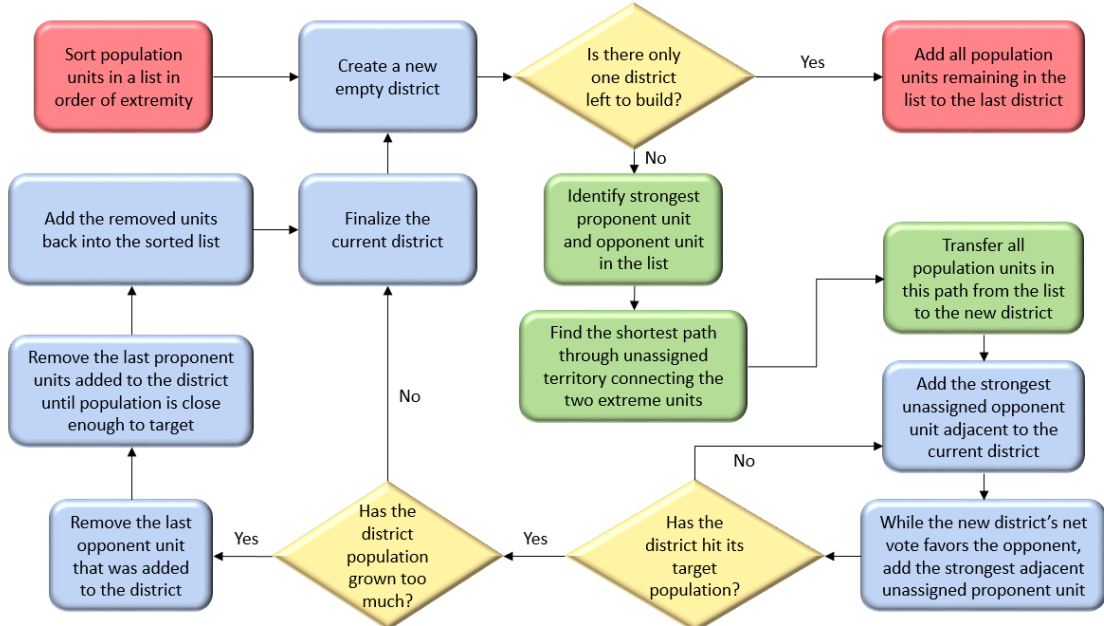 Sort population
units in a list in
order of extremity
Create a new
empty district
Is there only
one district
left to build?
Yes
Add all population
units remaining in the
list to the last district
No
Identify strongest
proponent unit
and opponent unit
in the list
Find the shortest path
through unassigned
territory connecting the
two extreme units
Transfer all
population units in
this path from the list
to the new district
Add the strongest
unassigned opponent
unit adjacent to the
current district
While the new district's net
vote favors the opponent,
add the strongest adjacent
unassigned proponent unit
Has the
district hit its
target
population?
No
Yes
Has the
district
population
grown too
much?
No
Yes
Remove the last
opponent unit
that was added
to the district
Remove the last proponent
units added to the district
until population is close
enough to target
Add the removed units
back into the sorted list
Finalize the
current district